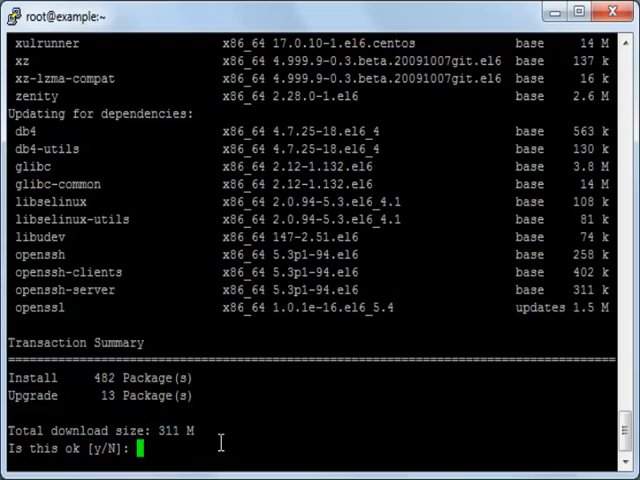 root@example:~
xulrunner x86_64 17.0.10-1.el6.centos base 14 M
xz x86_64 4.999.9-0.3.beta.20091007git.el6 base 137 k
xz-lzma-compat x86_64 4.999.9-0.3.beta.20091007git.el6 base 16 k
zenity x86_64 2.28.0-1.el6 base 2.6 M
Updating for dependencies:
db4 x86_64 4.7.25-18.el6_4 base 563 k
db4-utils x86_64 4.7.25-18.el6_4 base 130 k
glibc x86_64 2.12-1.132.el6 base 3.8 M
glibc-common x86_64 2.12-1.132.el6 base 14 M
libselinux x86_64 2.0.94-5.3.el6_4.1 base 108 k
libselinux-utils x86_64 2.0.94-5.3.el6_4.1 base 81 k
libudev x86_64 147-2.51.el6 base 74 k
openssh x86_64 5.3p1-94.el6 base 258 k
openssh-clients x86_64 5.3p1-94.el6 base 402 k
openssh-server x86_64 5.3p1-94.el6 base 311 k
openssl x86_64 1.0.1e-16.el6_5.4 updates 1.5 M
Transaction Summary
================================================================================
Install 482 Package(s)
Upgrade 13 Package(s)
Total download size: 311 M
Is this ok [y/N]: